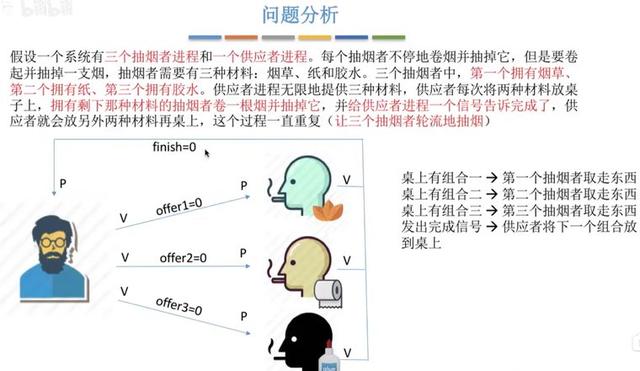 bilibili
问题分析
假设一个系统有三个抽烟者进程和一个供应者进程。每个抽烟者不停地卷烟并抽掉它，但是要卷
起并抽掉一支烟，抽烟者需要有三种材料：烟草、纸和胶水。三个抽烟者中，第一个拥有烟草、
第二个拥有纸、第三个拥有胶水。供应者进程无限地提供三种材料，供应者每次将两种材料放桌
子上，拥有剩下那种材料的抽烟者卷一根烟并抽掉它，并给供应者进程一个信号告诉完成了，供
应者就会放另外两种材料再桌上，这个过程一直重复（让三个抽烟者轮流地抽烟）
finish=0
P
V
offer1=0
P
V
V
offer2=0
P
V
V
offer3=0
P
V
桌上有组合一 → 第一个抽烟者取走东西
桌上有组合二 → 第二个抽烟者取走东西
桌上有组合三 → 第三个抽烟者取走东西
发出完成信号 → 供应者将下一个组合放
到桌上